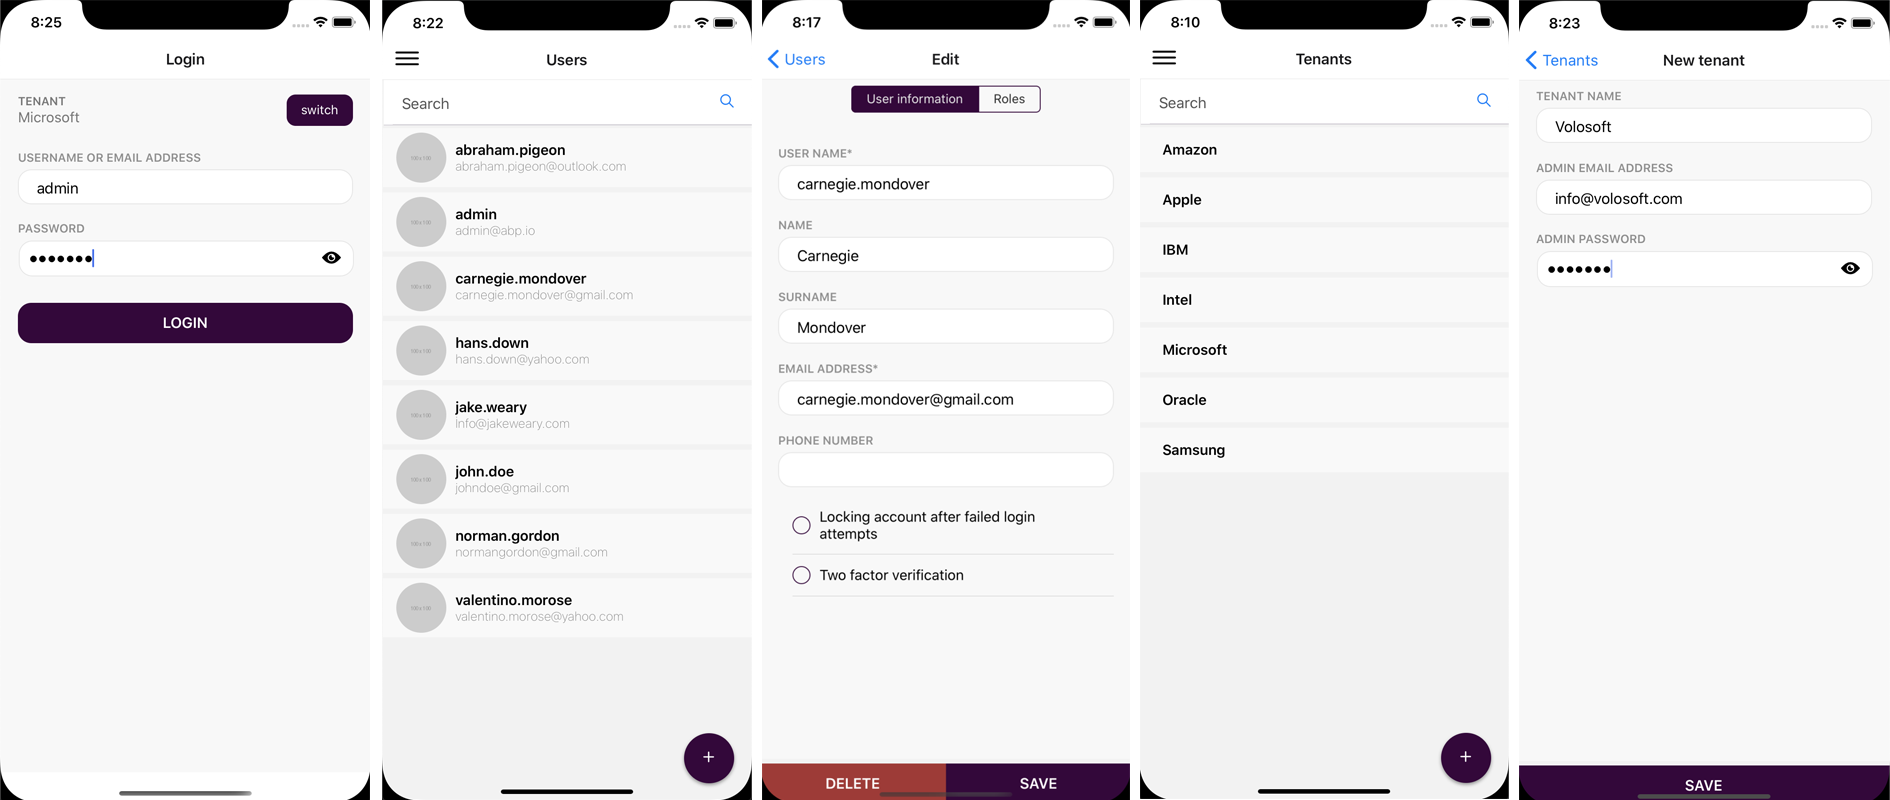 8:25
Login
TENANT
Microsoft
switch
USERNAME OR EMAIL ADDRESS
admin
PASSWORD
LOGIN
8:22
Users
Search
abraham.pigeon
abraham.pigeon@outlook.com
admin
admin@abp.io
carnegie.mondover
carnegie.mondover@gmail.com
hans.down
hans.down@yahoo.com
jake.weary
Info@jakeweary.com
john.doe
johndoe@gmail.com
norman.gordon
normangordon@gmail.com
valentino.morose
valentino.morose@yahoo.com
+
8:17
Users
Edit
User information
Roles
USER NAME*
carnegie.mondover
NAME
Carnegie
SURNAME
Mondover
EMAIL ADDRESS*
carnegie.mondover@gmail.com
PHONE NUMBER
Locking account after failed login
attempts
Two factor verification
DELETE
SAVE
8:10
Tenants
Search
Amazon
Apple
IBM
Intel
Microsoft
Oracle
Samsung
+
8:23
Tenants
New tenant
TENANT NAME
Volosoft
ADMIN EMAIL ADDRESS
info@volosoft.com
ADMIN PASSWORD
SAVE